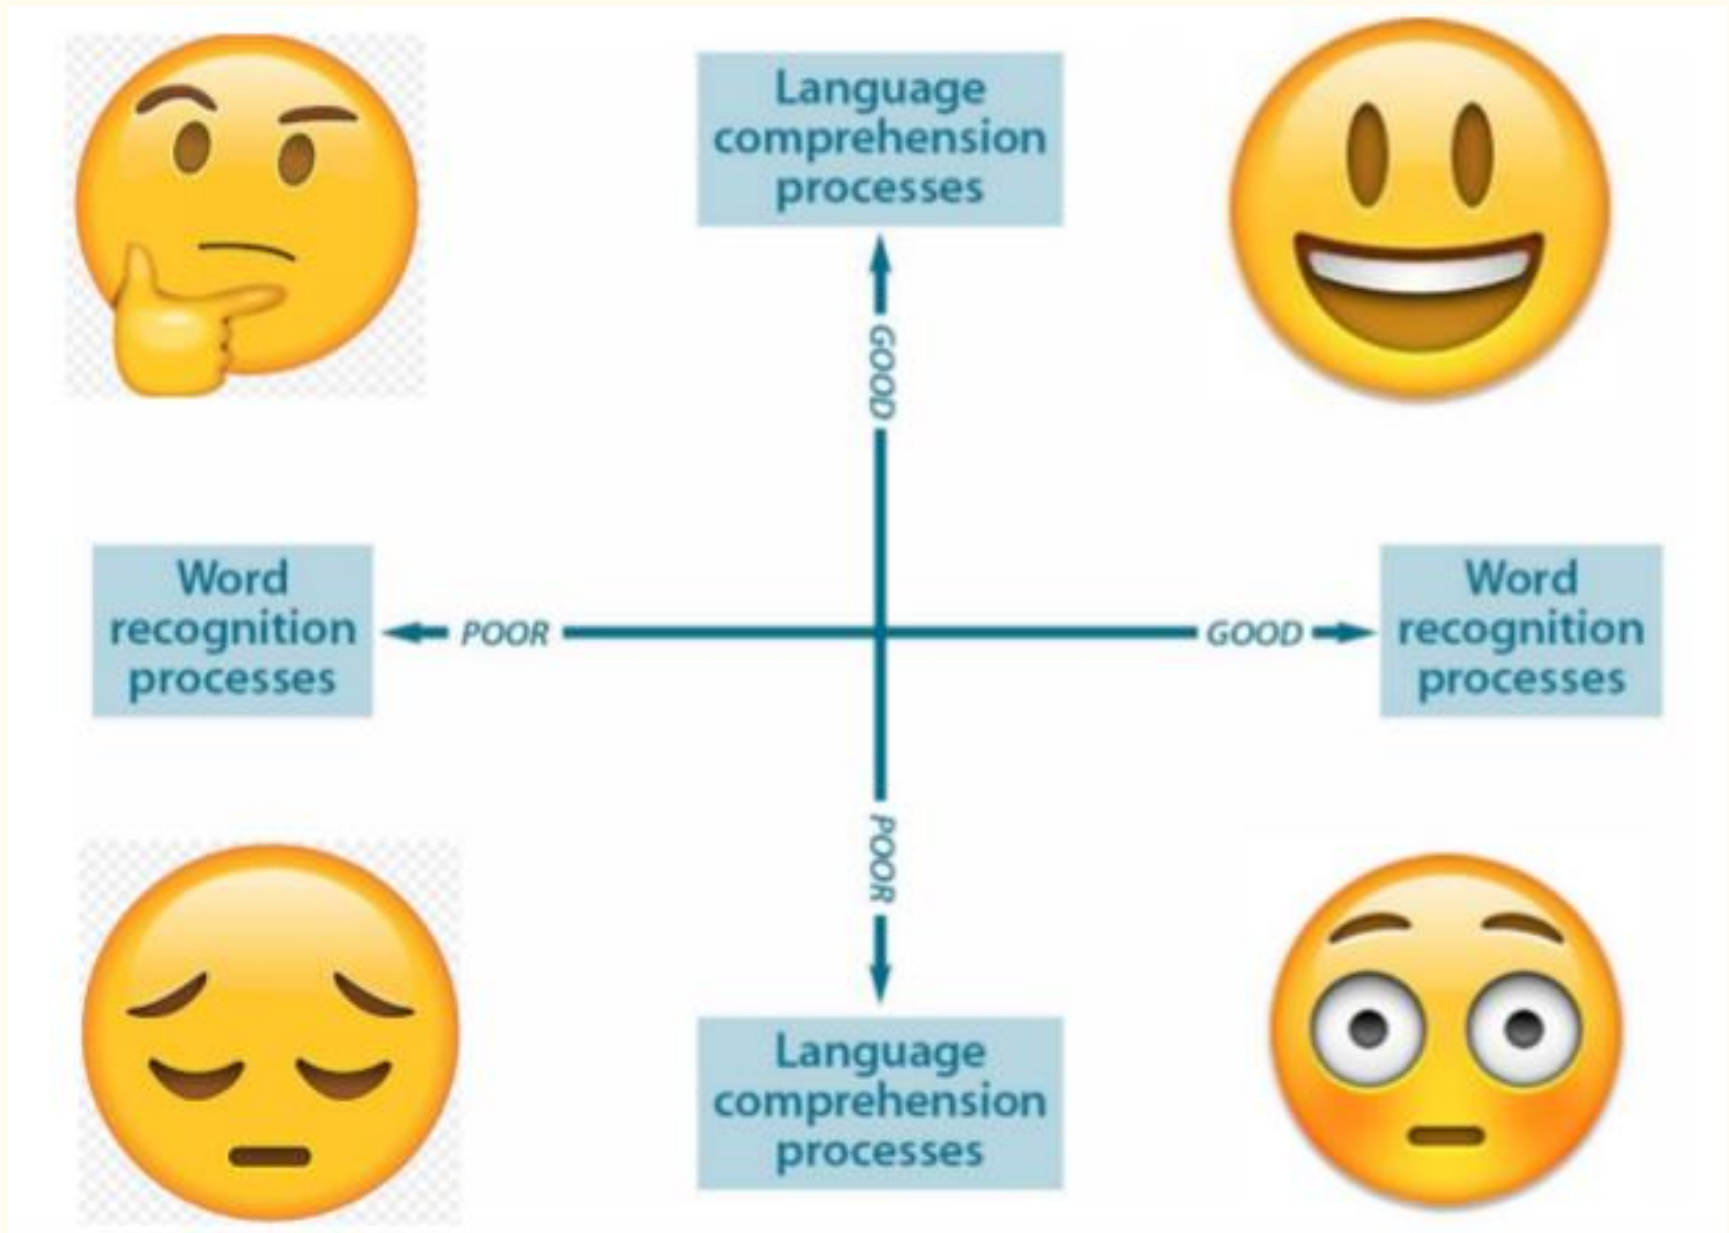 Language
comprehension
processes
GOOD
Word
recognition
processes
POOR
GOOD
Word
recognition
processes
POOR
Language
comprehension
processes